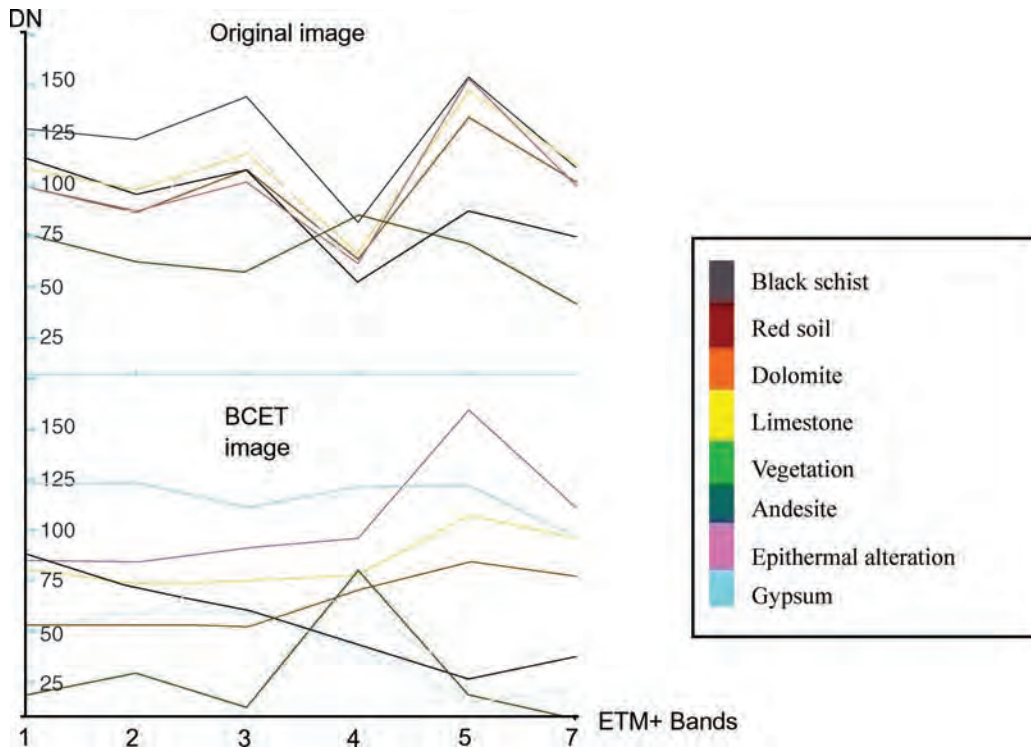 DN
Original image
150
125
100
75
50
25
BCET
image
150
125
100
75
50
25
1 2 3 4 5 7
ETM+ Bands
Black schist
Red soil
Dolomite
Limestone
Vegetation
Andesite
Epithermal alteration
Gypsum